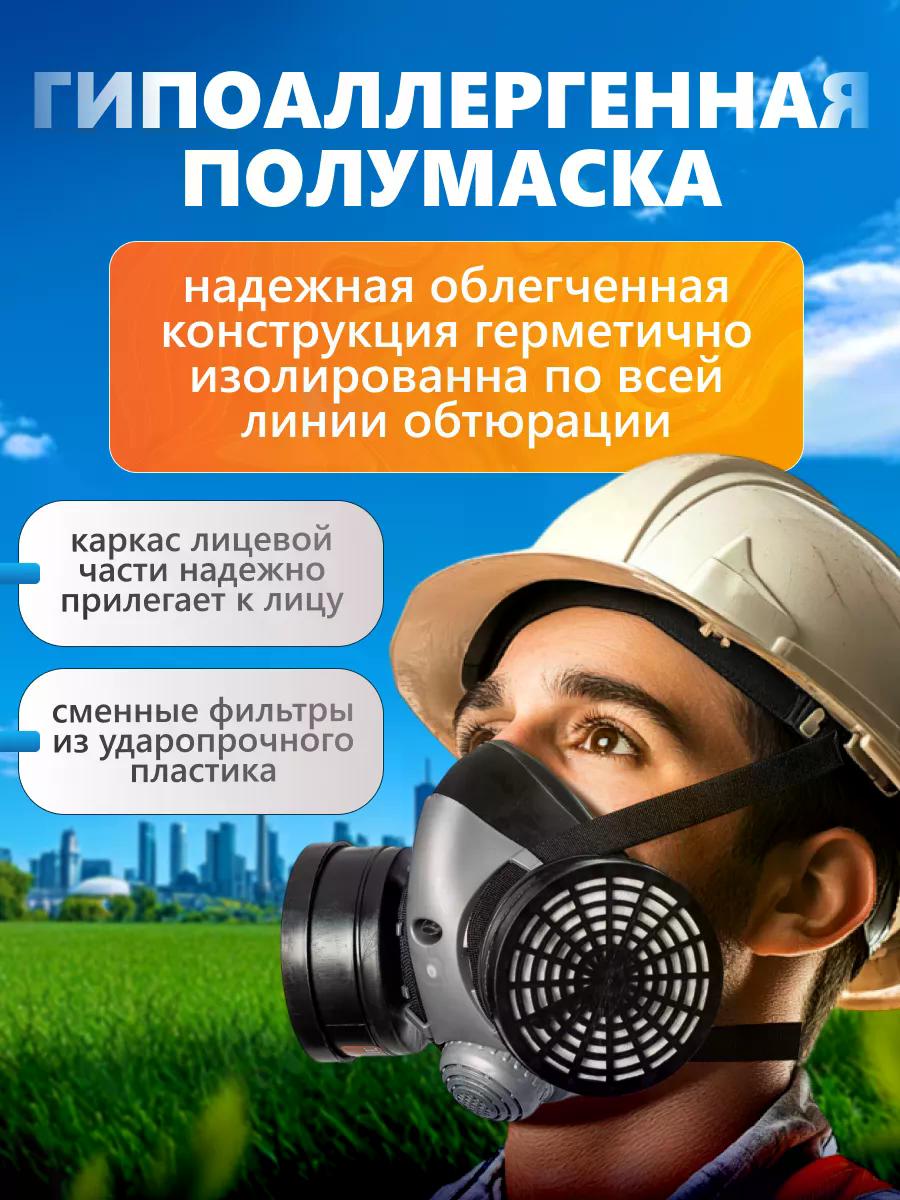 ГИПОАЛЛЕРГЕННАЯ
ПОЛУМАСКА
надежная облегченная
конструкция герметично
изолированна по всей
линии обтюрации
каркас лицевой
части надежно
прилегает к лицу
сменные фильтры
из ударопрочного
пластика